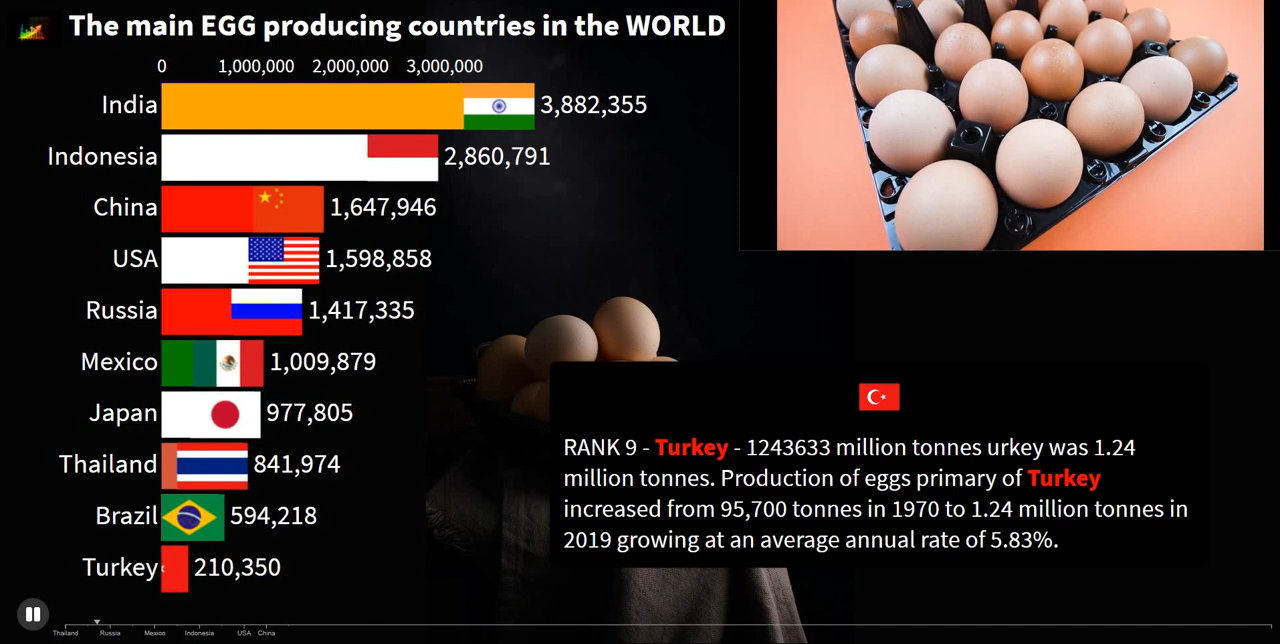 The main EGG producing countries in the WORLD
0 1,000,000 2,000,000 3,000,000
India 3,882,355
Indonesia 2,860,791
China 1,647,946
USA 1,598,858
Russia 1,417,335
Mexico 1,009,879
Japan 977,805
Thailand 841,974
Brazil 594,218
Turkey 210,350
RANK 9 - Turkey - 1243633 million tonnes urkey was 1.24
million tonnes. Production of eggs primary of Turkey
increased from 95,700 tonnes in 1970 to 1.24 million tonnes in
2019 growing at an average annual rate of 5.83%.
Thailand Russia Mexico Indonesia USA China